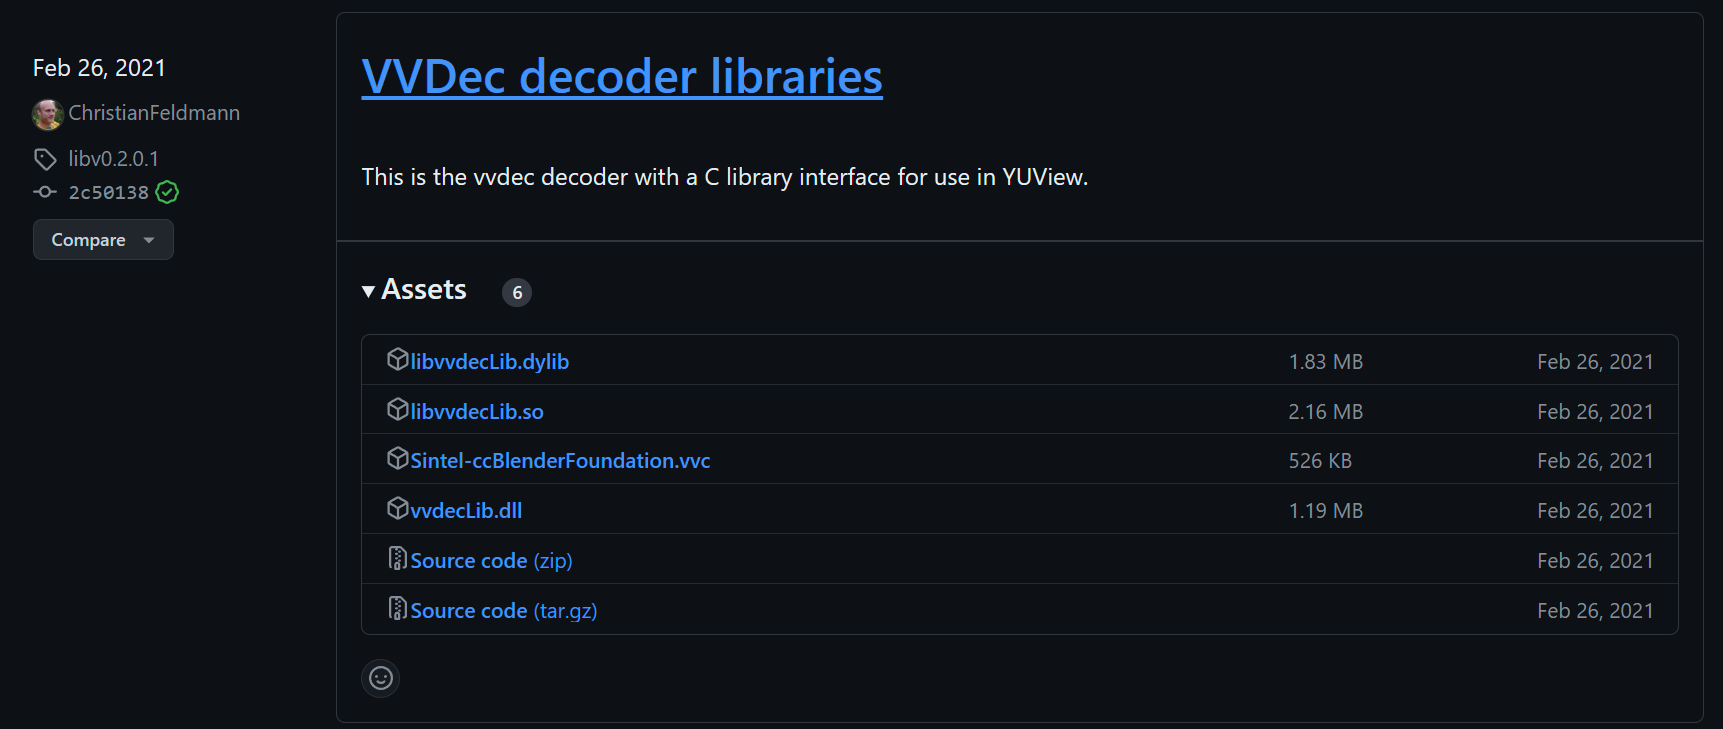 Feb 26, 2021
ChristianFeldmann
libv0.2.0.1
2c50138
Compare
VVDec decoder libraries
This is the vvdec decoder with a C library interface for use in YUView.
Assets 6
libvvdecLib.dylib 1.83 MB Feb 26, 2021
libvvdecLib.so 2.16 MB Feb 26, 2021
Sintel-ccBlenderFoundation.vvc 526 KB Feb 26, 2021
vvdecLib.dll 1.19 MB Feb 26, 2021
Source code (zip) Feb 26, 2021
Source code (tar.gz) Feb 26, 2021